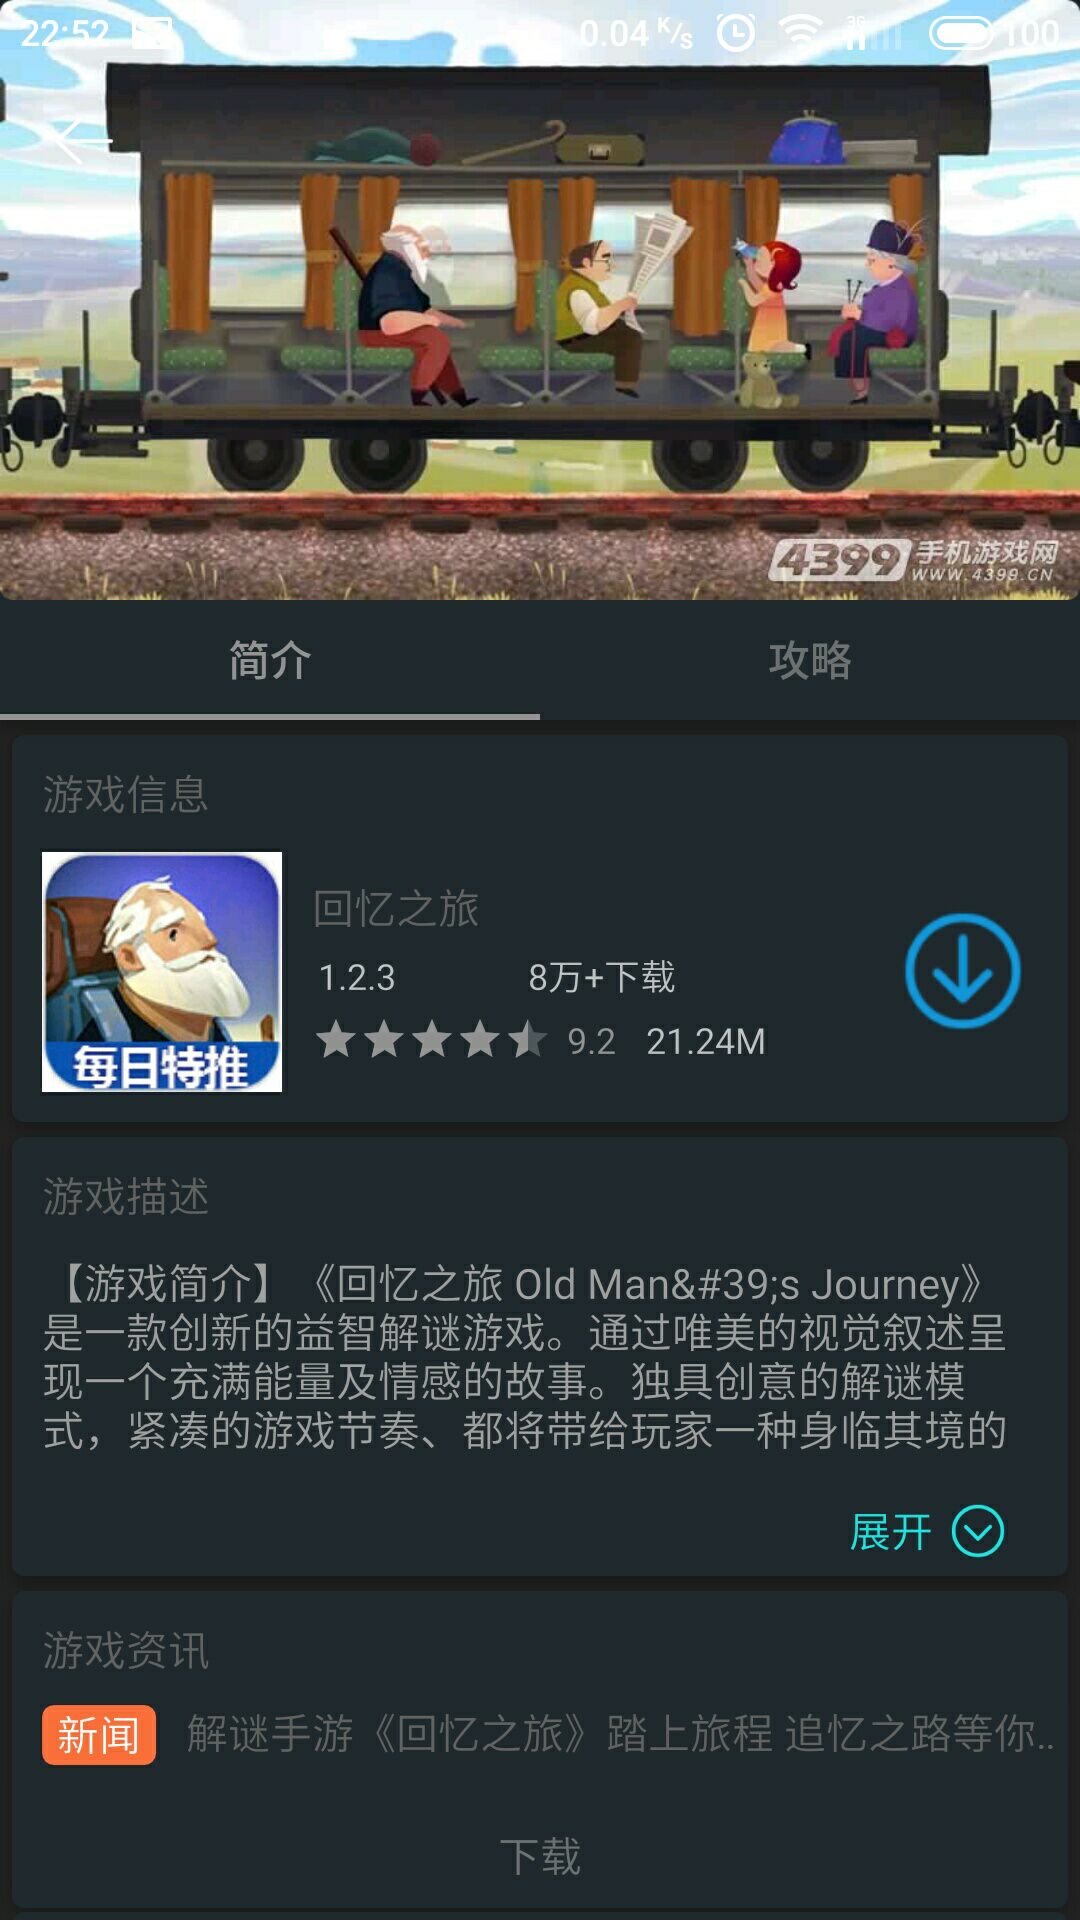 22:52
0.04 K/s
3G
100
4399 手机游戏网
WWW.4399.CN
简介
攻略
游戏信息
每日特推
回忆之旅
1.2.3
8万+下载
9.2
21.24M
游戏描述
【游戏简介】《回忆之旅 Old Man&#39;s Journey》
是一款创新的益智解谜游戏。通过唯美的视觉叙述呈
现一个充满能量及情感的故事。独具创意的解谜模
式，紧凑的游戏节奏、都将带给玩家一种身临其境的
展开
游戏资讯
新闻
解谜手游《回忆之旅》踏上旅程 追忆之路等你..
下载